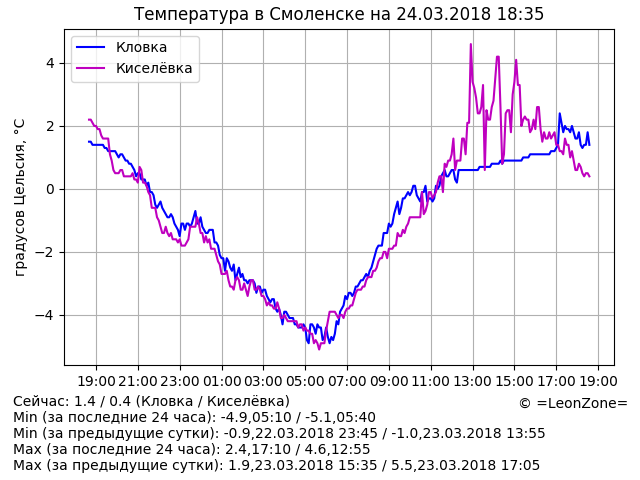 Температура в Смоленске на 24.03.2018 18:35
Кловка
Киселёвка
градусов Цельсия, °C
4
2
0
−2
−4
19:00 21:00 23:00 01:00 03:00 05:00 07:00 09:00 11:00 13:00 15:00 17:00 19:00
Сейчас: 1.4 / 0.4 (Кловка / Киселёвка)
© =LeonZone=
Min (за последние 24 часа): -4.9,05:10 / -5.1,05:40
Min (за предыдущие сутки): -0.9,22.03.2018 23:45 / -1.0,23.03.2018 13:55
Max (за последние 24 часа): 2.4,17:10 / 4.6,12:55
Max (за предыдущие сутки): 1.9,23.03.2018 15:35 / 5.5,23.03.2018 17:05